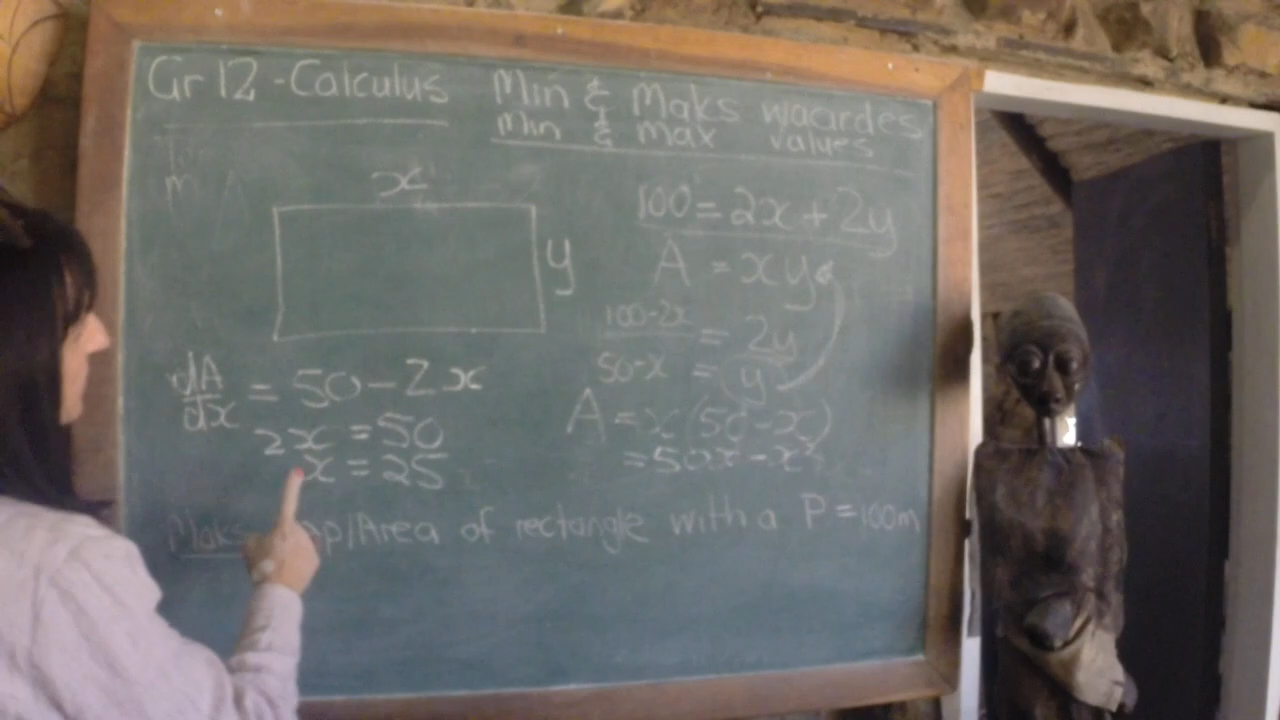 Gr 12 - Calculus
Min & Maks waardes
Min & max values
x
y
100 = 2x + 2y
A = xy
100-2x = 2y
50-x = y
A = x(50-x)
= 50x - x²
dA/dx = 50 - 2x
2x = 50
x = 25
Maks /Area of rectangle with a P = 100m